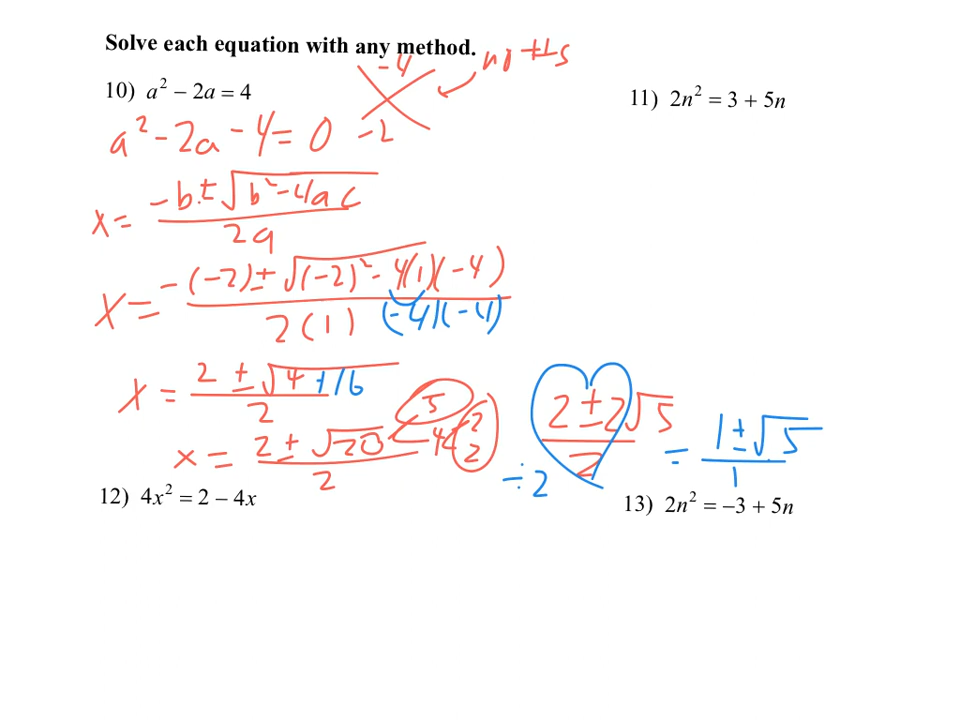 Solve each equation with any method.
-4
no #s
10) a² − 2a = 4
11) 2n² = 3 + 5n
a² - 2a - 4 = 0
-2
x = (-b ± √(b² - 4ac)) / 2a
x = (-(-2) ± √((-2)² - 4(1)(-4))) / 2(1)
(-4)(-4)
x = (2 ± √(4 + 16)) / 2
x = (2 ± √20) / 2
5
4
2
2
(2 ± 2√5) / 2 = (1 ± √5) / 1
÷2
12) 4x² = 2 − 4x
13) 2n² = −3 + 5n